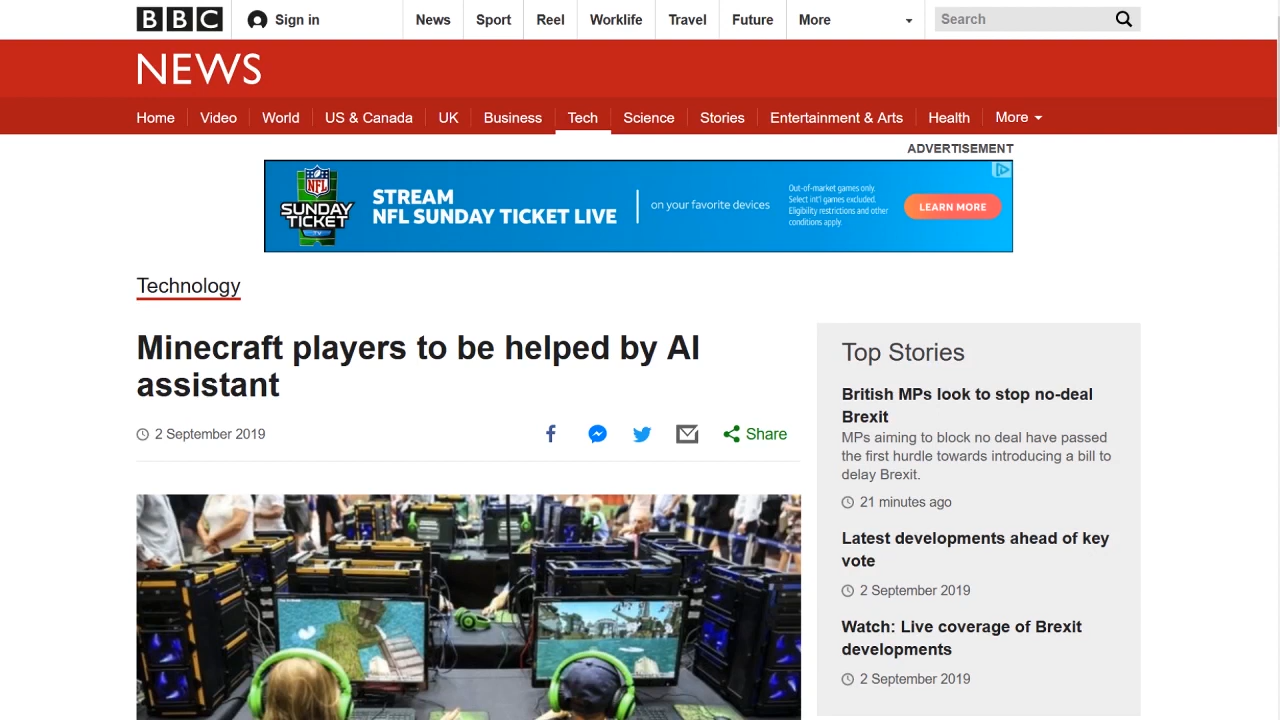 BBC
Sign in
News
Sport
Reel
Worklife
Travel
Future
More
Search
NEWS
Home
Video
World
US & Canada
UK
Business
Tech
Science
Stories
Entertainment & Arts
Health
More
ADVERTISEMENT
NFL
SUNDAY
TICKET
TV
STREAM
NFL SUNDAY TICKET LIVE
on your favorite devices
Out-of-market games only.
Select int'l games excluded.
Eligibility restrictions and other
conditions apply.
LEARN MORE
Technology
Minecraft players to be helped by AI
assistant
2 September 2019
Share
Top Stories
British MPs look to stop no-deal
Brexit
MPs aiming to block no deal have passed
the first hurdle towards introducing a bill to
delay Brexit.
21 minutes ago
Latest developments ahead of key
vote
2 September 2019
Watch: Live coverage of Brexit
developments
2 September 2019